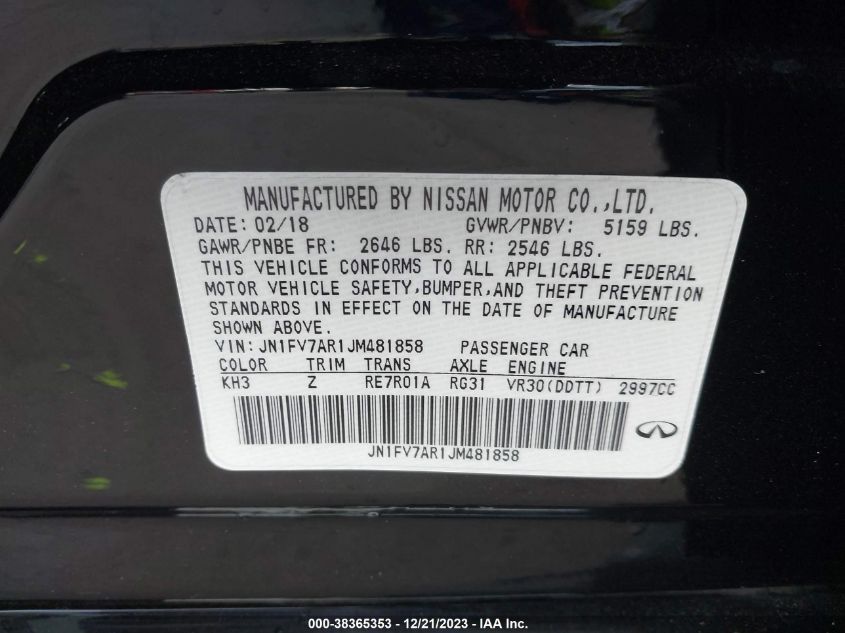 MANUFACTURED BY NISSAN MOTOR CO.,LTD.
DATE: 02/18 GVWR/PNBV: 5159 LBS.
GAWR/PNBE FR: 2646 LBS. RR: 2546 LBS.
THIS VEHICLE CONFORMS TO ALL APPLICABLE FEDERAL
MOTOR VEHICLE SAFETY,BUMPER,AND THEFT PREVENTION
STANDARDS IN EFFECT ON THE DATE OF MANUFACTURE
SHOWN ABOVE.
VIN: JN1FV7AR1JM481858 PASSENGER CAR
COLOR TRIM TRANS AXLE ENGINE
KH3 Z RE7R01A RG31 VR30(DDTT) 2997CC
JN1FV7AR1JM481858
000-38365353 - 12/21/2023 - IAA Inc.